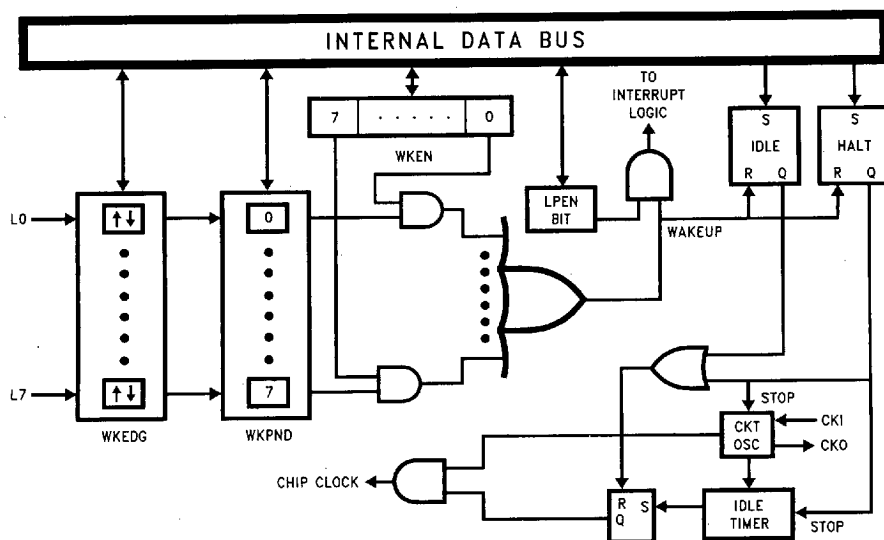 INTERNAL DATA BUS
TO
INTERRUPT
LOGIC
7 ..... 0
WKEN
S
IDLE
R Q
S
HALT
R Q
LPEN
BIT
WAKEUP
L0
↑↓
0
L7
↑↓
7
WKEDG
WKPND
STOP
CKT
OSC
CKI
CKO
CHIP CLOCK
R S
Q
IDLE
TIMER
STOP